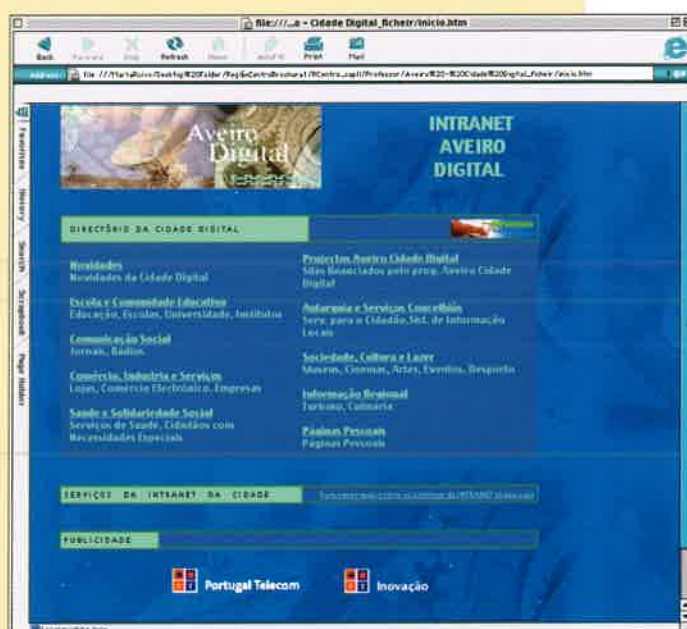 file:///...e - Cidade Digital_ficheir/inicio.htm
Back Forward Stop Refresh Home AutoFill Print Mail
Address:
Favorites
History
Search
Scrapbook
Page Holder
Aveiro
Digital
INTRANET
AVEIRO
DIGITAL
DIRECTÓRIO DA CIDADE DIGITAL
Novidades
Novidades da Cidade Digital
Escola e Comunidade Educativa
Educação, Escolas, Universidade, Institutos
Comunicação Social
Jornais, Rádios
Comércio, Industria e Serviços
Lojas, Comércio Electrónico, Empresas
Saude e Solidariedade Social
Serviços de Saude, Cidadãos com
Necessidades Especiais
Projectos Aveiro Cidade Digital
Sites financiados pelo prog. Aveiro Cidade
Digital
Autarquia e Serviços Concelhios
Serv. para o Cidadão,Sist. de Informação
Locais
Sociedade, Cultura e Lazer
Museus, Cinemas, Artes, Eventos, Desporto
Informação Regional
Turismo, Culinária
Páginas Pessoais
Páginas Pessoais
SERVIÇOS DA INTRANET DA CIDADE
PUBLICIDADE
Portugal Telecom
Inovação